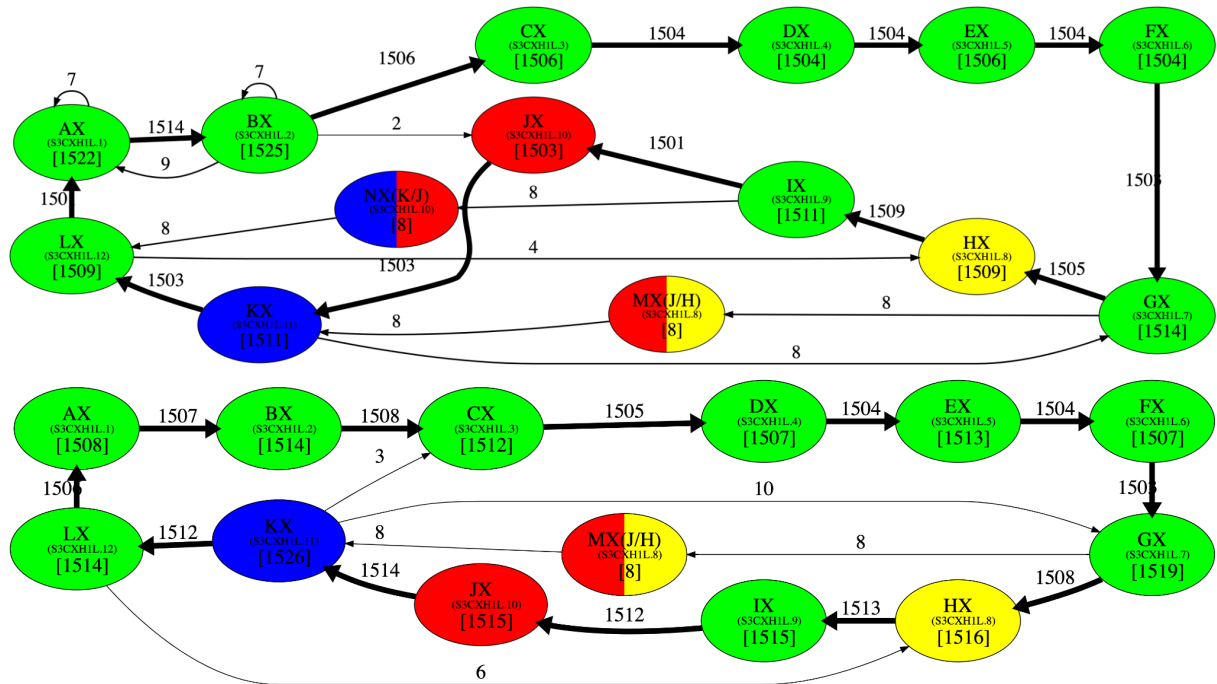 CX
(S3CXH1L.3)
[1506]
1504
DX
(S3CXH1L.4)
[1504]
1504
EX
(S3CXH1L.5)
[1506]
1504
FX
(S3CXH1L.6)
[1504]
7
7
1506
AX
(S3CXH1L.1)
[1522]
1514
9
BX
(S3CXH1L.2)
[1525]
2
JX
(S3CXH1L.10)
[1503]
1501
NX(K/J)
(S3CXH1L.10)
[8]
8
IX
(S3CXH1L.9)
[1511]
1509
8
LX
(S3CXH1L.12)
[1509]
4
1503
HX
(S3CXH1L.8)
[1509]
1505
1503
KX
(S3CXH1L.11)
[1511]
8
MX(J/H)
(S3CXH1L.8)
[8]
8
GX
(S3CXH1L.7)
[1514]
8
AX
(S3CXH1L.1)
[1508]
1507
BX
(S3CXH1L.2)
[1514]
1508
CX
(S3CXH1L.3)
[1512]
1505
DX
(S3CXH1L.4)
[1507]
1504
EX
(S3CXH1L.5)
[1513]
1504
FX
(S3CXH1L.6)
[1507]
3
10
LX
(S3CXH1L.12)
[1514]
1512
KX
(S3CXH1L.11)
[1526]
8
MX(J/H)
(S3CXH1L.8)
[8]
8
GX
(S3CXH1L.7)
[1519]
1514
JX
(S3CXH1L.10)
[1515]
1512
IX
(S3CXH1L.9)
[1515]
1513
HX
(S3CXH1L.8)
[1516]
1508
6